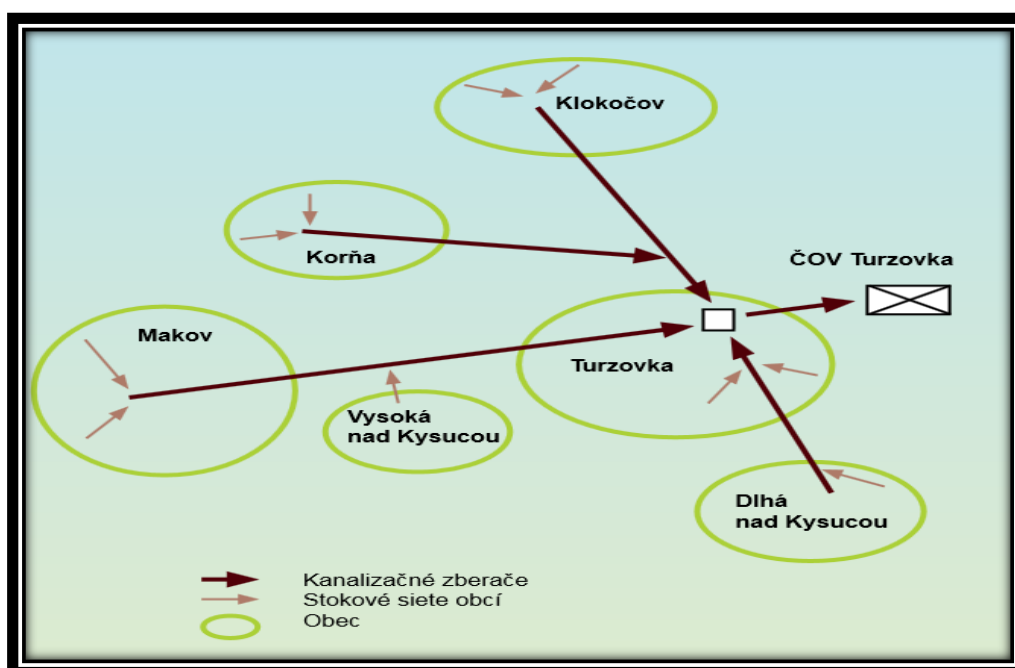 Klokočov
Korňa
ČOV Turzovka
Makov
Turzovka
Vysoká
nad Kysucou
Dlhá
nad Kysucou
Kanalizačné zberače
Stokové siete obcí
Obec